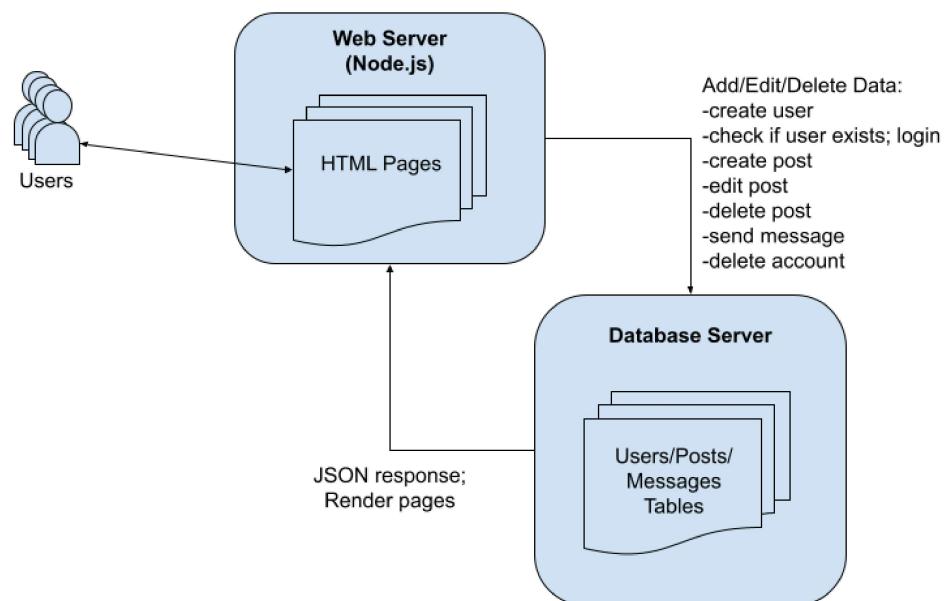 Web Server
(Node.js)
HTML Pages
Users
Add/Edit/Delete Data:
-create user
-check if user exists; login
-create post
-edit post
-delete post
-send message
-delete account
Database Server
Users/Posts/
Messages
Tables
JSON response;
Render pages